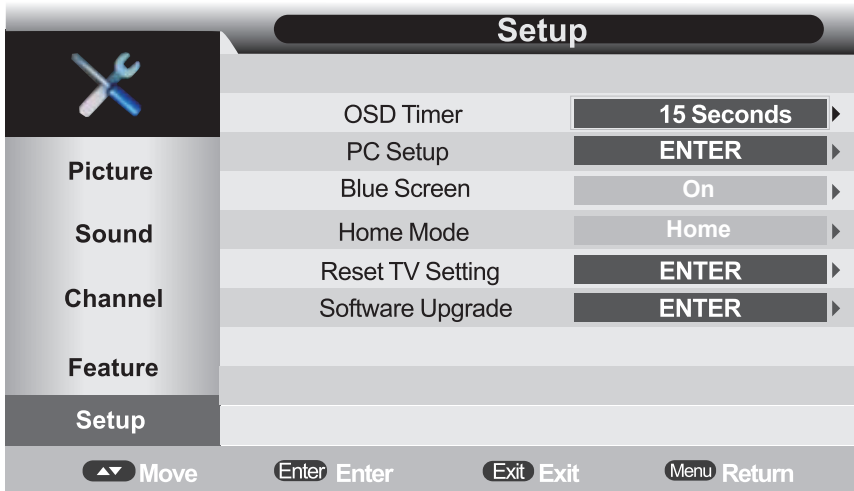 Setup
OSD Timer 15 Seconds
PC Setup ENTER
Blue Screen On
Home Mode Home
Reset TV Setting ENTER
Software Upgrade ENTER
Picture
Sound
Channel
Feature
Setup
Move Enter Enter Exit Exit Menu Return